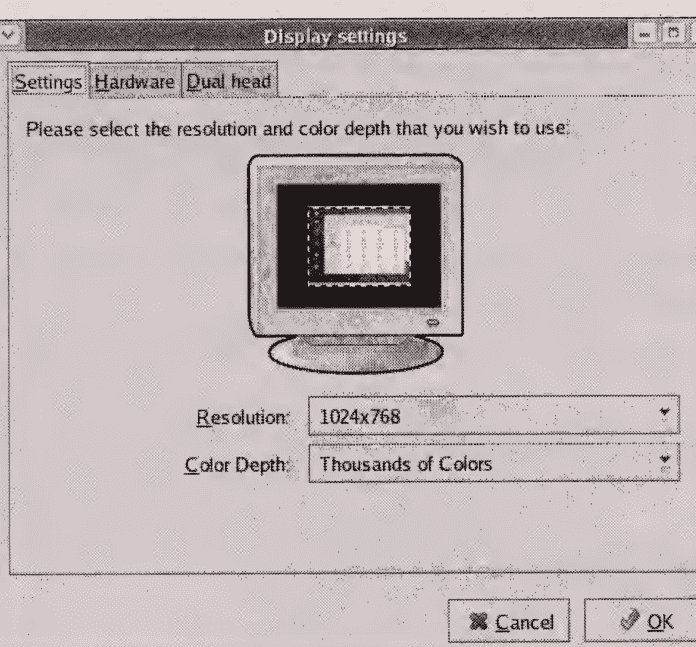 Display settings
Settings Hardware Dual head
Please select the resolution and color depth that you wish to use:
Resolution: 1024x768
Color Depth: Thousands of Colors
Cancel OK